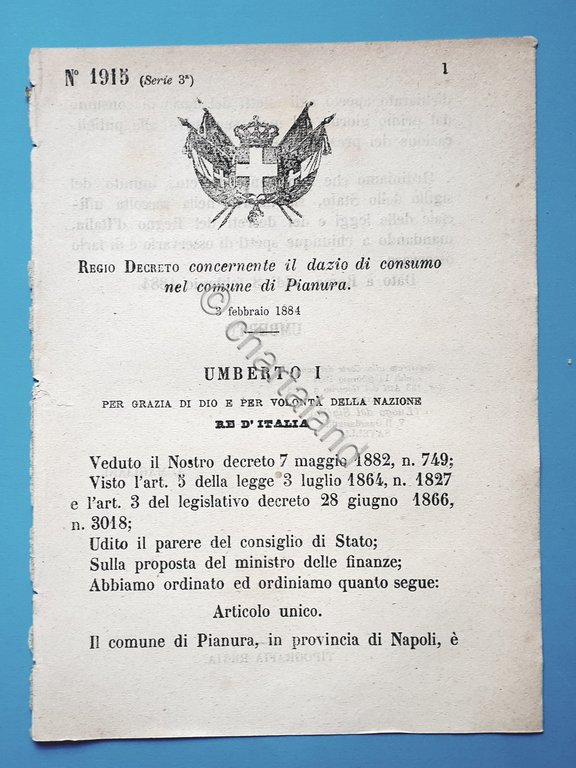 N° 1915 (Serie 3ª)
1
REGIO DECRETO concernente il dazio di consumo
nel comune di Pianura.
3 febbraio 1884
UMBERTO I
PER GRAZIA DI DIO E PER VOLONTÀ DELLA NAZIONE
RE D'ITALIA
Veduto il Nostro decreto 7 maggio 1882, n. 749;
Visto l'art. 5 della legge 3 luglio 1864, n. 1827
e l'art. 3 del legislativo decreto 28 giugno 1866,
n. 3018;
Udito il parere del consiglio di Stato;
Sulla proposta del ministro delle finanze;
Abbiamo ordinato ed ordiniamo quanto segue:
Articolo unico.
Il comune di Pianura, in provincia di Napoli, è
© chartaland